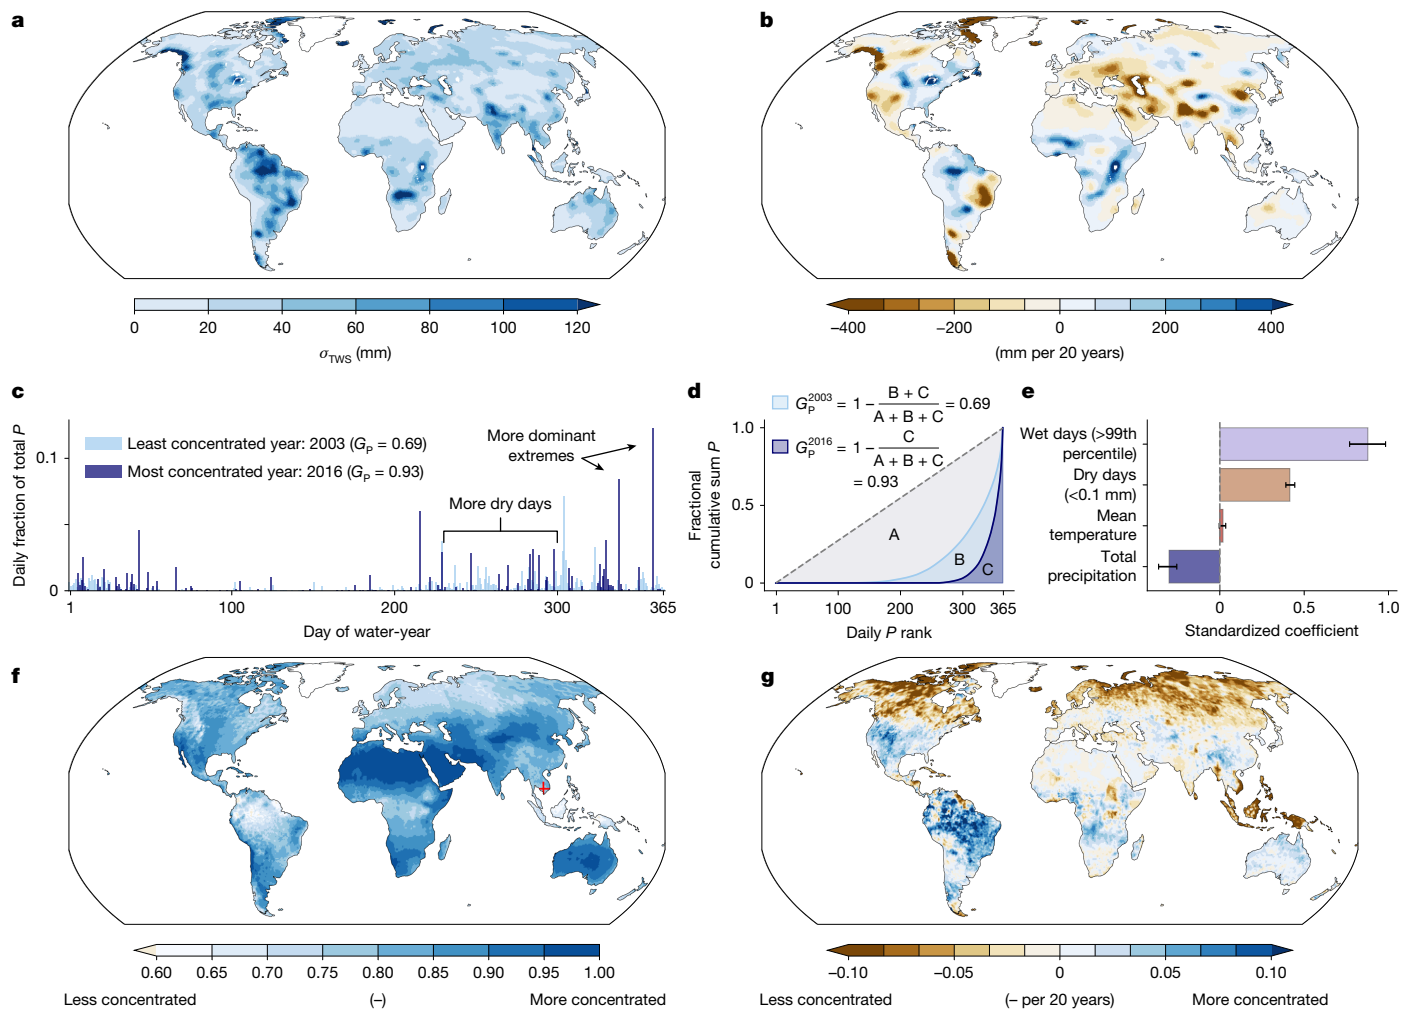 a
0 20 40 60 80 100 120
σTWS (mm)
b
−400 −200 0 200 400
(mm per 20 years)
c
Daily fraction of total P
0.1
0
Least concentrated year: 2003 (GP = 0.69)
Most concentrated year: 2016 (GP = 0.93)
More dominant
extremes
More dry days
1 100 200 300 365
Day of water-year
d
GP2003 = 1 − B + C / A + B + C = 0.69
GP2016 = 1 − C / A + B + C
= 0.93
Fractional
cumulative sum P
1.0
0.5
0
A
B
C
1 100 200 300 365
Daily P rank
e
Wet days (>99th
percentile)
Dry days
(<0.1 mm)
Mean
temperature
Total
precipitation
0 0.5 1.0
Standardized coefficient
f
0.60 0.65 0.70 0.75 0.80 0.85 0.90 0.95 1.00
Less concentrated (–) More concentrated
g
−0.10 −0.05 0 0.05 0.10
Less concentrated (– per 20 years) More concentrated